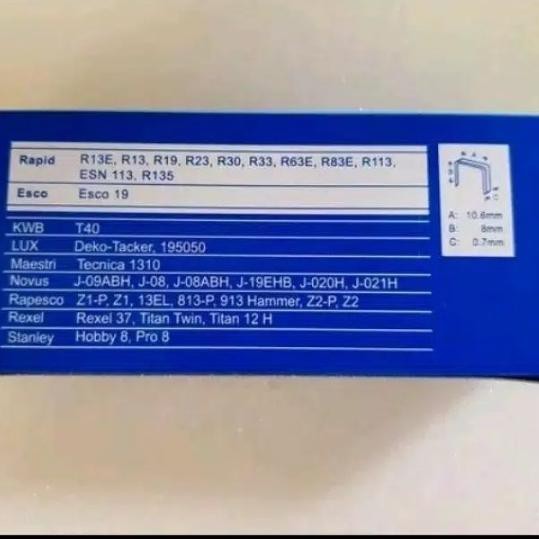 Rapid R13E, R13, R19, R23, R30, R33, R63E, R83E, R113,
ESN 113, R135
Esco Esco 19
KWB T40
LUX Deko-Tacker, 195050
Maestri Tecnica 1310
Novus J-09ABH, J-08, J-08ABH, J-19EHB, J-020H, J-021H
Rapesco Z1-P, Z1, 13EL, 813-P, 913 Hammer, Z2-P, Z2
Rexel Rexel 37, Titan Twin, Titan 12 H
Stanley Hobby 8, Pro 8
A
B
C
A: 10.6mm
B: 8mm
C: 0.7mm